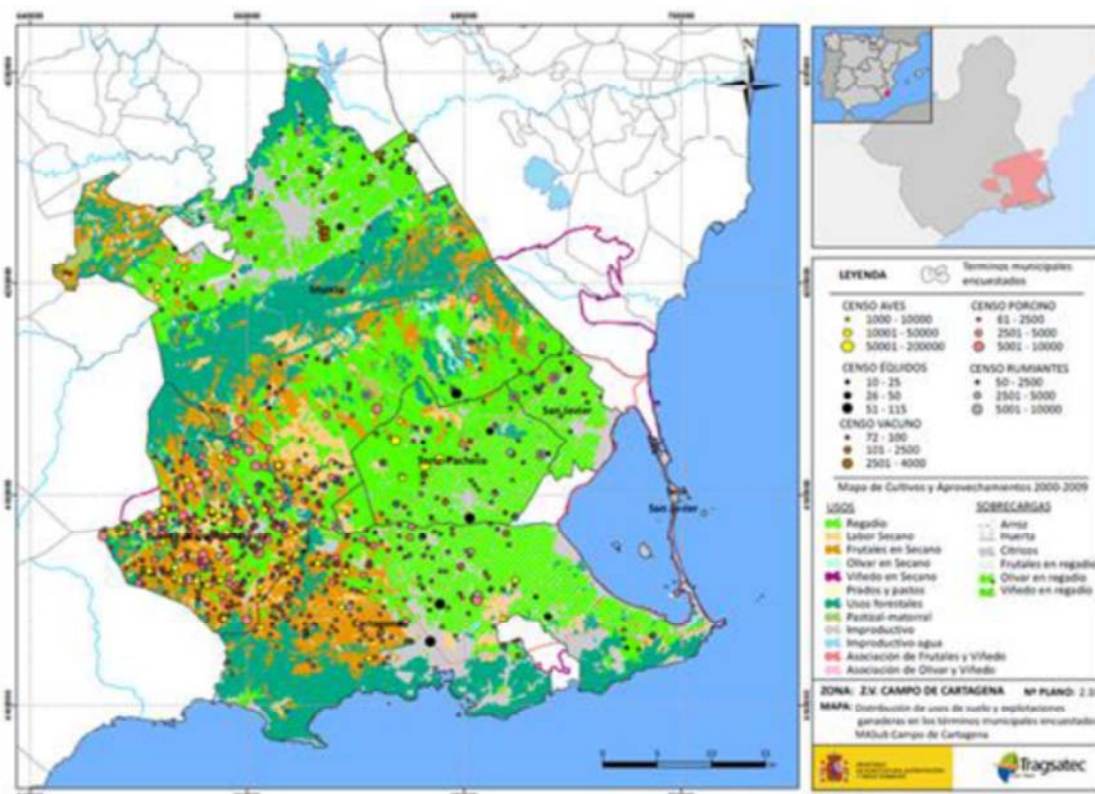 Murcia
San Javier
Pacheco
San Javier
LEYENDA
Términos municipales
encuestados
CENSO AVES
1000 - 10000
10001 - 50000
50001 - 200000
CENSO PORCINO
61 - 2500
2501 - 5000
5001 - 10000
CENSO ÉQUIDOS
10 - 25
26 - 50
51 - 115
CENSO RUMIANTES
50 - 2500
2501 - 5000
5001 - 10000
CENSO VACUNO
72 - 100
101 - 2500
2501 - 4000
Mapa de Cultivos y Aprovechamientos 2000-2009
USOS
Regadío
Labor Secano
Frutales en Secano
Olivar en Secano
Viñedo en Secano
Prados y pastos
Usos forestales
Pastizal-matorral
Improductivo
Improductivo agua
Asociación de Frutales y Viñedo
Asociación de Olivar y Viñedo
SOBRECARGAS
Arroz
Huerta
Cítricos
Frutales en regadío
Olivar en regadío
Viñedo en regadío
ZONA: Z.V. CAMPO DE CARTAGENA Nº PLANO:
MAPA: Distribución de usos de suelo y explotaciones
ganaderas en los términos municipales encuestados
MASub Campo de Cartagena
Tragsatec